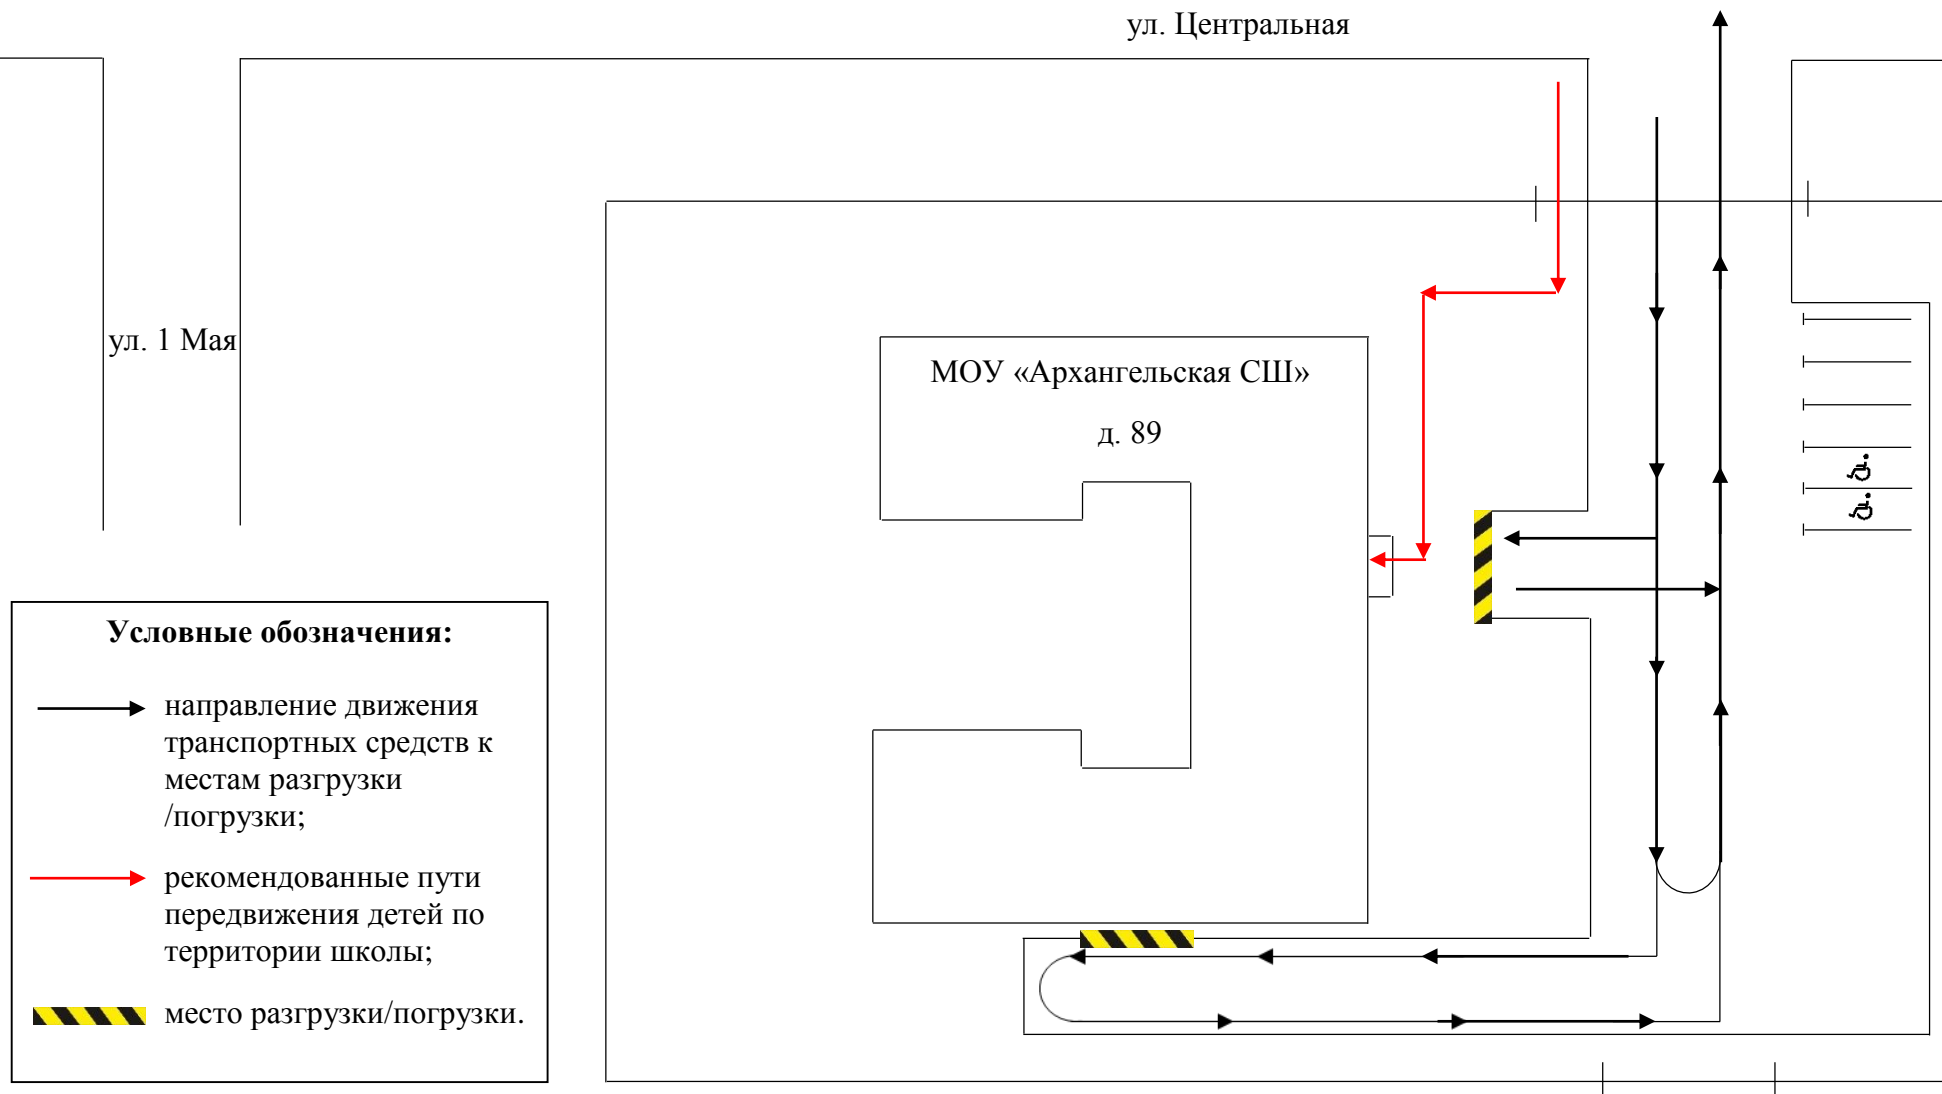 ул. Центральная
ул. 1 Мая
МОУ «Архангельская СШ»
д. 89
Условные обозначения:
направление движения
транспортных средств к
местам разгрузки
/погрузки;
рекомендованные пути
передвижения детей по
территории школы;
место разгрузки/погрузки.